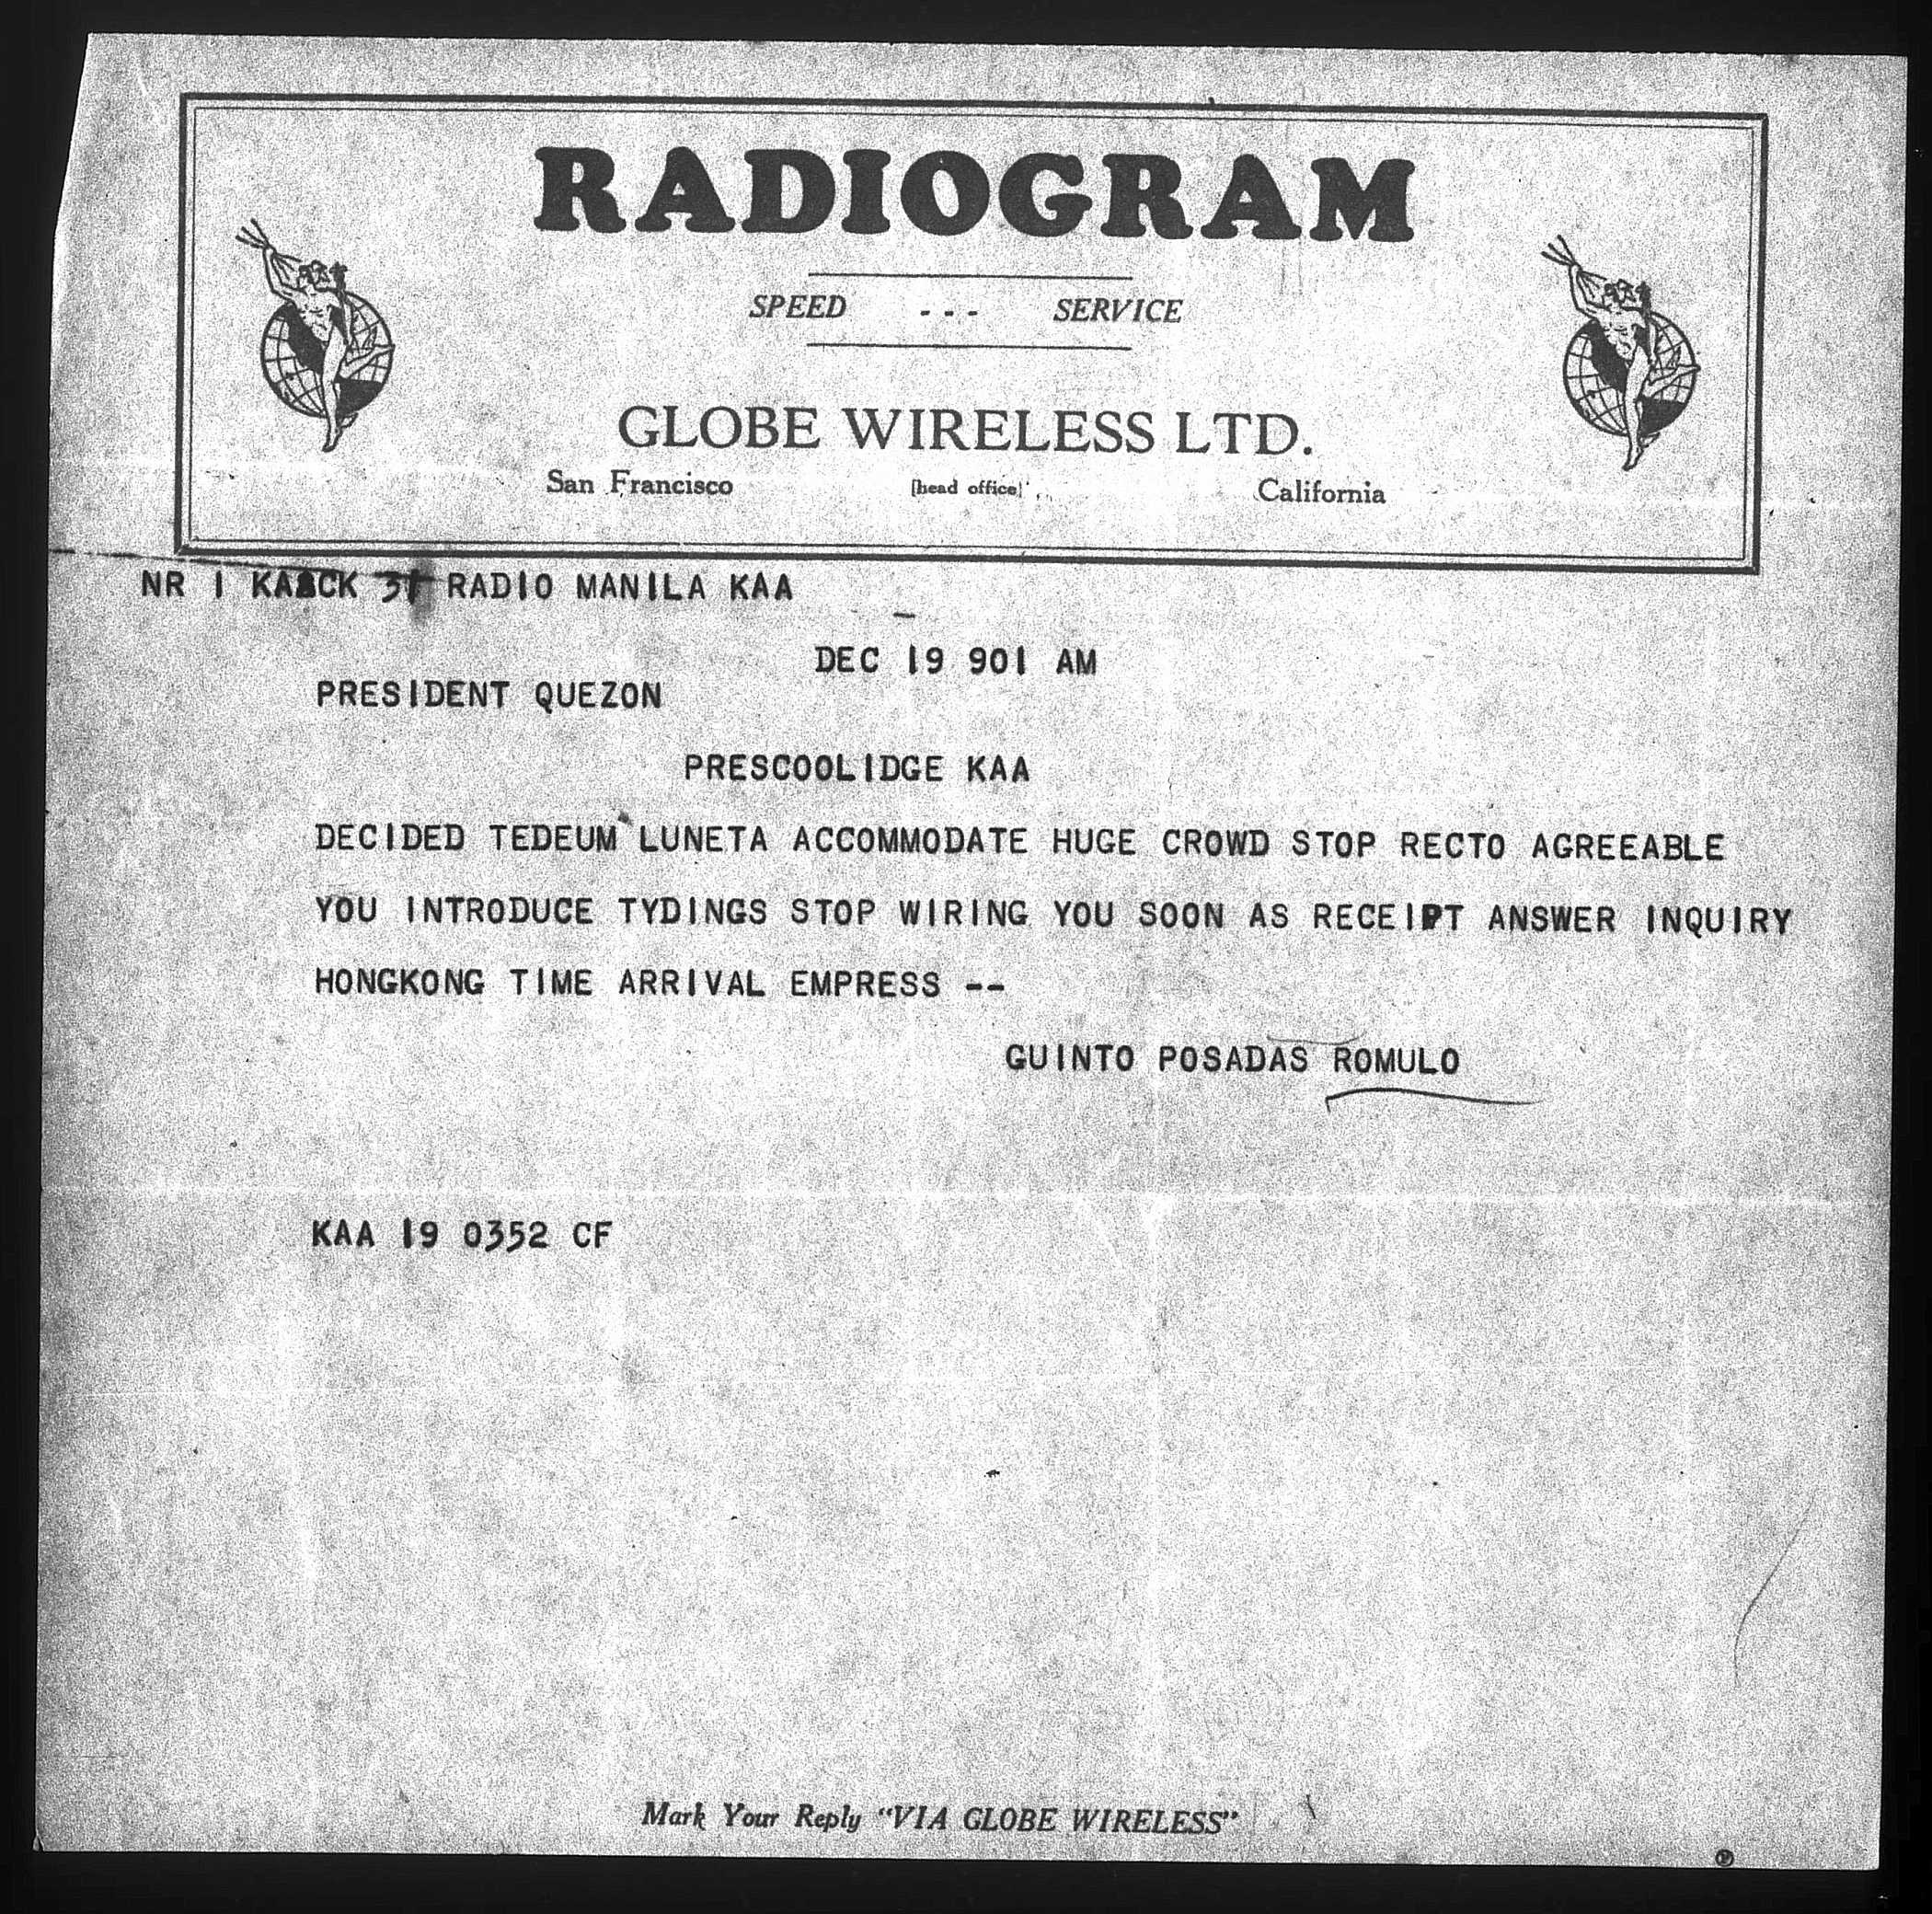 RADIOGRAM
SPEED - - - SERVICE
GLOBE WIRELESS LTD.
San Francisco [head office] California
NR 1 RADIO MANILA KAA
DEC 19 901 AM
PRESIDENT QUEZON
PRESCOOLIDGE KAA
DECIDED TEDEUM LUNETA ACCOMMODATE HUGE CROWD STOP RECTO AGREEABLE
YOU INTRODUCE TYDINGS STOP WIRING YOU SOON AS RECEIPT ANSWER INQUIRY
HONGKONG TIME ARRIVAL EMPRESS --
GUINTO POSADAS ROMULO
KAA 19 0352 CF
Mark Your Reply “VIA GLOBE WIRELESS”